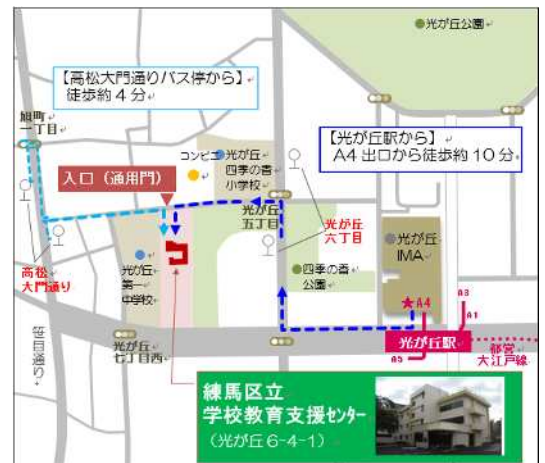 光が丘公園
【高松大門通りバス停から】
徒歩約4分
旭町
一丁目
【光が丘駅から】
A4出口から徒歩約10分
コンビニ
光が丘
四季の香
小学校
入口（通用門）
光が丘
五丁目
光が丘
六丁目
光が丘
IMA
高松
大門通り
光が丘
第一
中学校
四季の香
公園
A4
A3
A1
笹目通り
光が丘
七丁目西
A5
光が丘駅
都営
大江戸線
練馬区立
学校教育支援センター
（光が丘6-4-1）